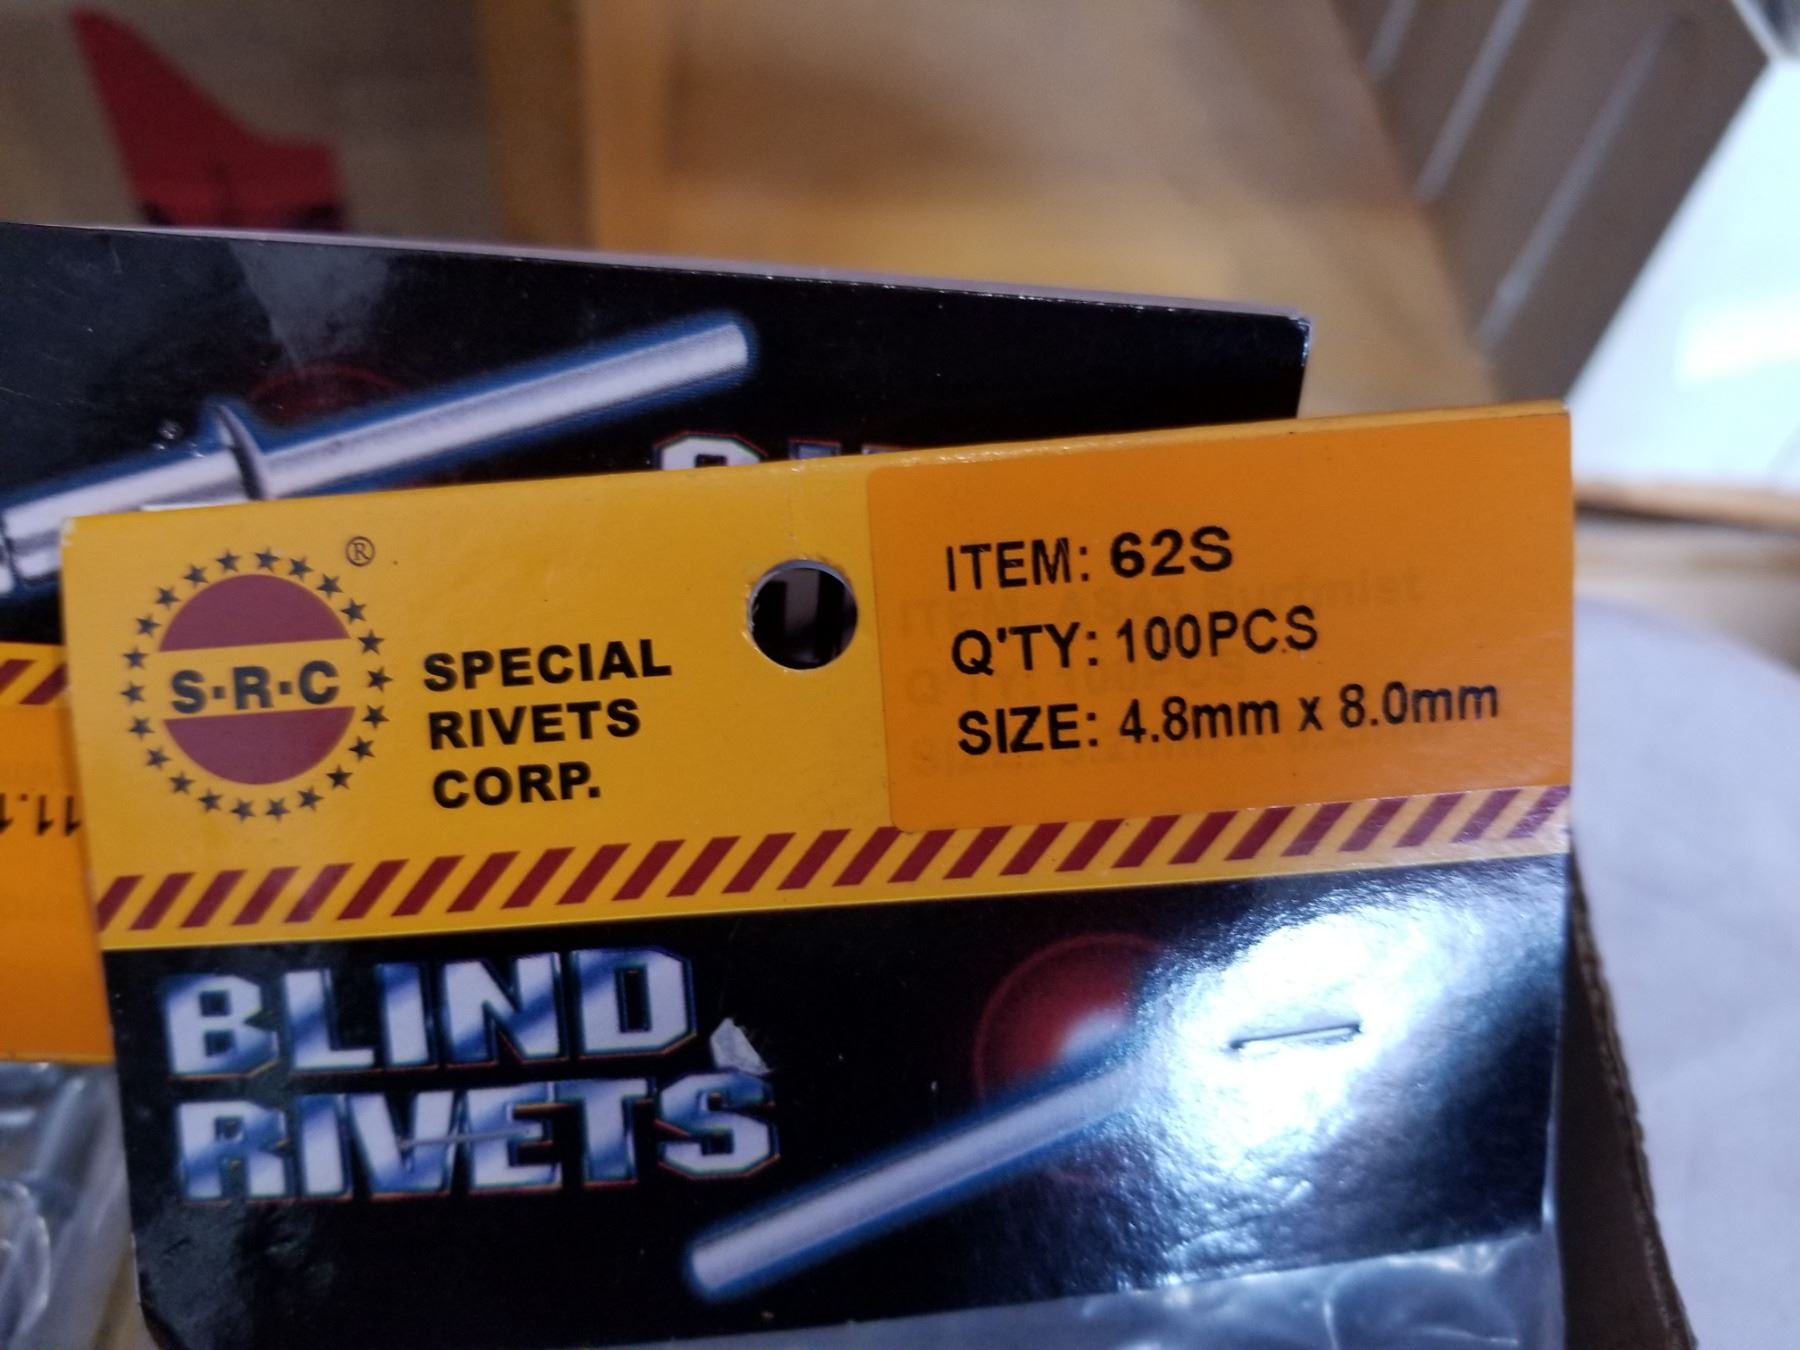 S·R·C ®
SPECIAL
RIVETS
CORP.
ITEM: 62S
Q'TY: 100PCS
SIZE: 4.8mm x 8.0mm
BLIND
RIVETS